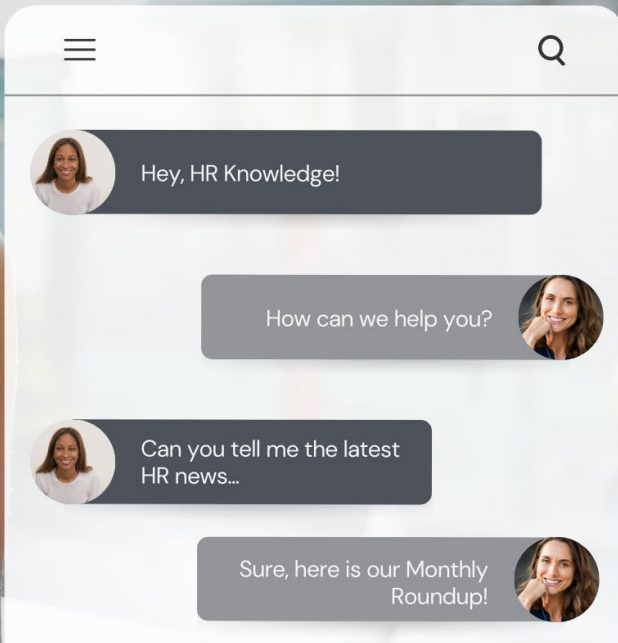 Hey, HR Knowledge!
How can we help you?
Can you tell me the latest
HR news...
Sure, here is our Monthly
Roundup!